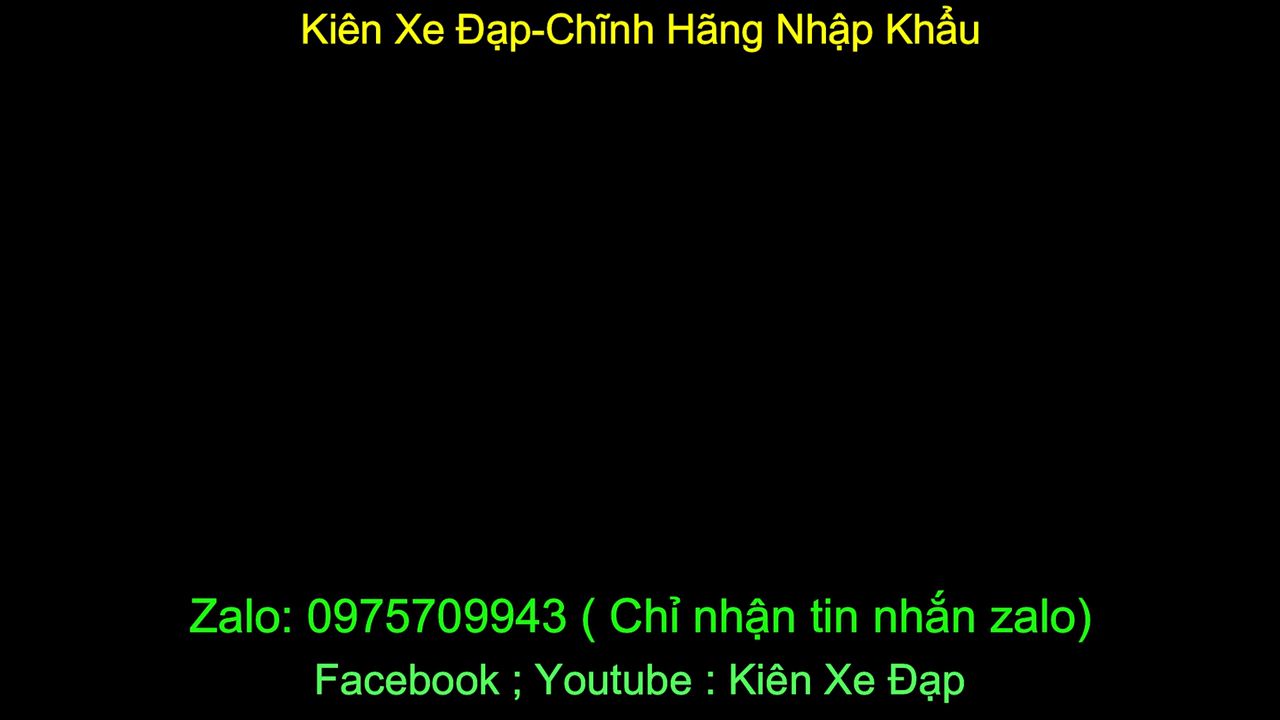 Kiên Xe Đạp-Chĩnh Hãng Nhập Khẩu
Zalo: 0975709943 ( Chỉ nhận tin nhắn zalo)
Facebook ; Youtube : Kiên Xe Đạp